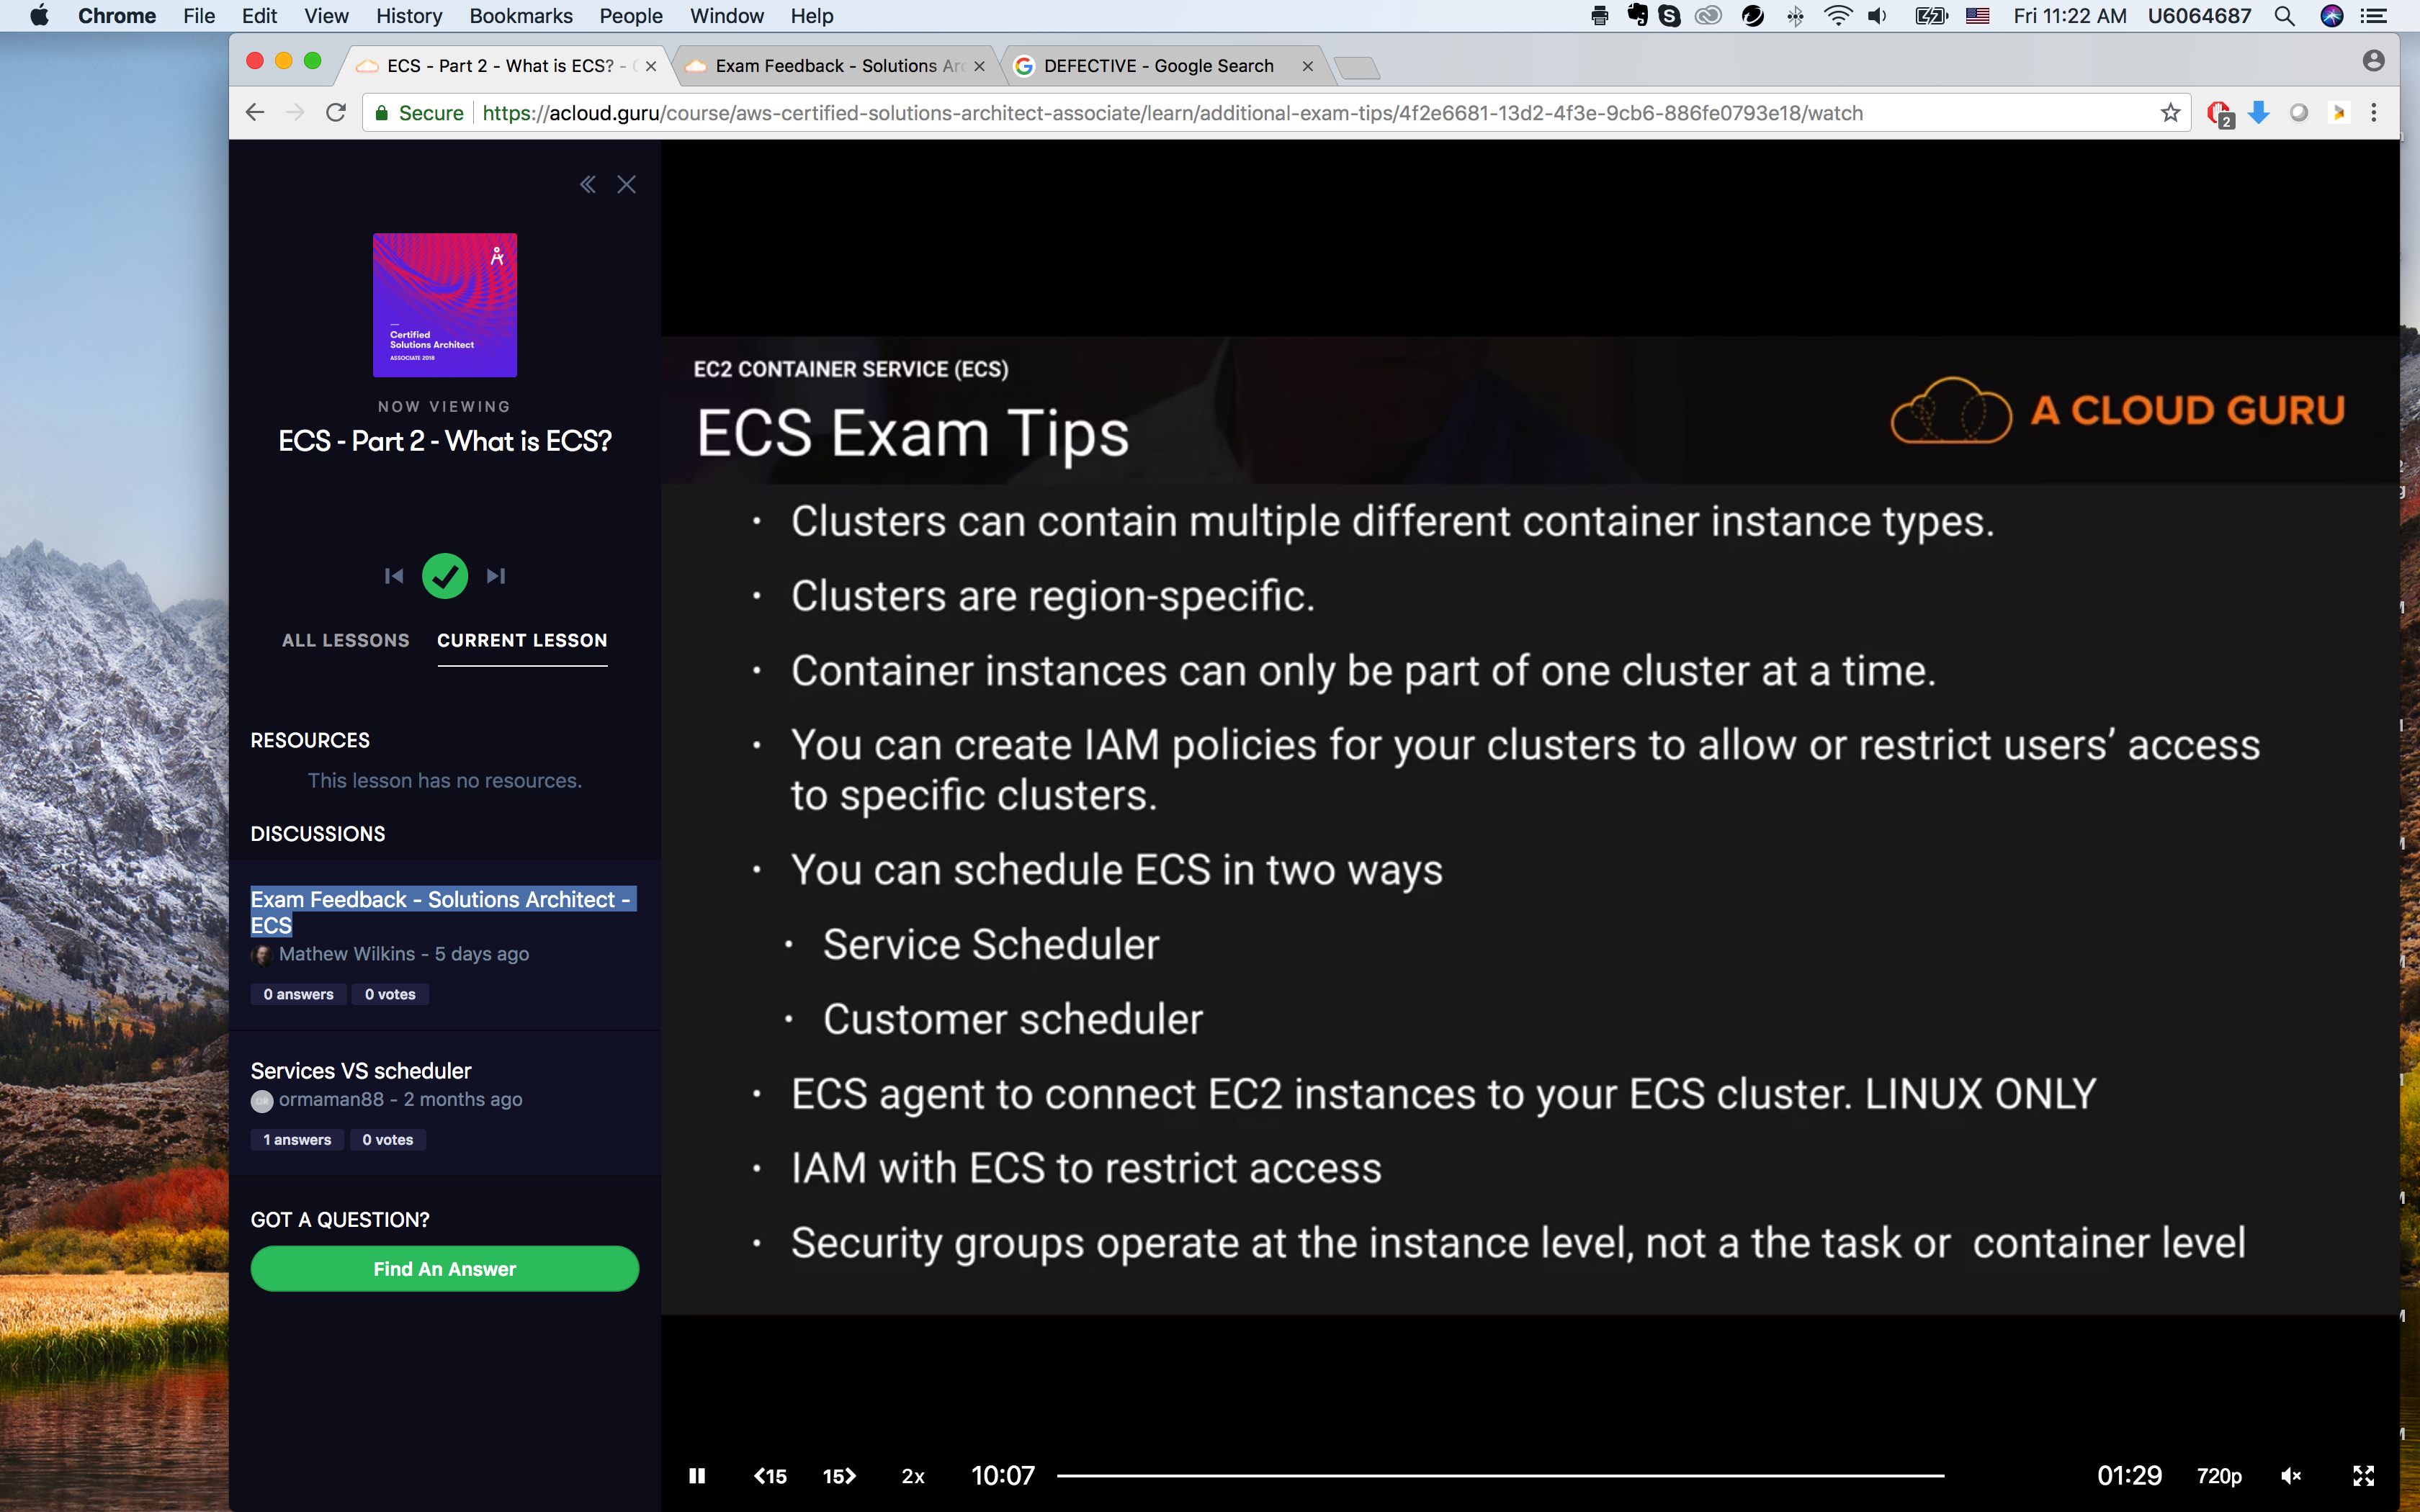 Chrome File Edit View History Bookmarks People Window Help
Fri 11:22 AM U6064687
ECS - Part 2 - What is ECS? -
Exam Feedback - Solutions Arc
DEFECTIVE - Google Search
Secure https://acloud.guru/course/aws-certified-solutions-architect-associate/learn/additional-exam-tips/4f2e6681-13d2-4f3e-9cb6-886fe0793e18/watch
2
Certified
Solutions Architect
ASSOCIATE 2018
NOW VIEWING
ECS - Part 2 - What is ECS?
ALL LESSONS CURRENT LESSON
RESOURCES
This lesson has no resources.
DISCUSSIONS
Exam Feedback - Solutions Architect -
ECS
Mathew Wilkins - 5 days ago
0 answers 0 votes
Services VS scheduler
ormaman88 - 2 months ago
1 answers 0 votes
GOT A QUESTION?
Find An Answer
EC2 CONTAINER SERVICE (ECS)
ECS Exam Tips
A CLOUD GURU
• Clusters can contain multiple different container instance types.
• Clusters are region-specific.
• Container instances can only be part of one cluster at a time.
• You can create IAM policies for your clusters to allow or restrict users’ access
to specific clusters.
• You can schedule ECS in two ways
• Service Scheduler
• Customer scheduler
• ECS agent to connect EC2 instances to your ECS cluster. LINUX ONLY
• IAM with ECS to restrict access
• Security groups operate at the instance level, not a the task or container level
<15 15> 2x 10:07 01:29 720p